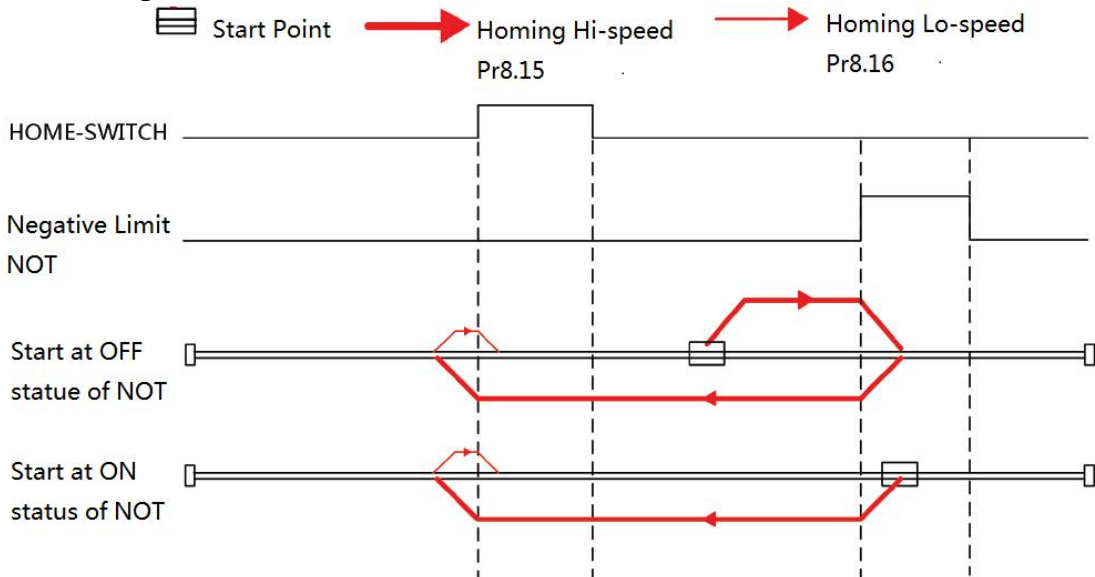 Start Point
Homing Hi-speed
Pr8.15
Homing Lo-speed
Pr8.16
HOME-SWITCH
Negative Limit
NOT
Start at OFF
statue of NOT
Start at ON
status of NOT